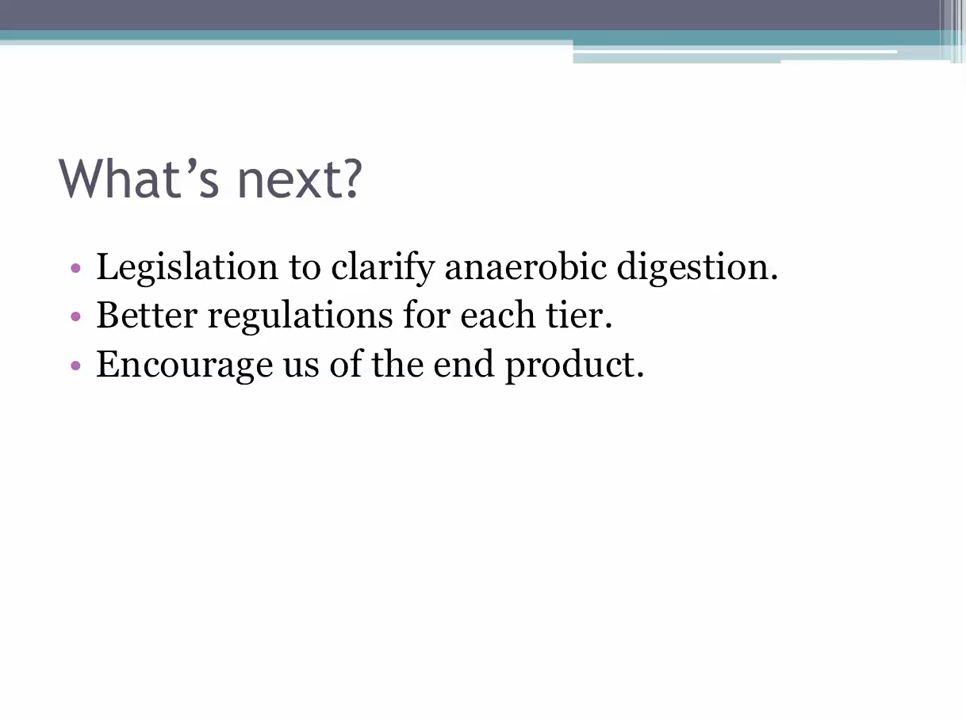 What’s next?
• Legislation to clarify anaerobic digestion.
• Better regulations for each tier.
• Encourage us of the end product.